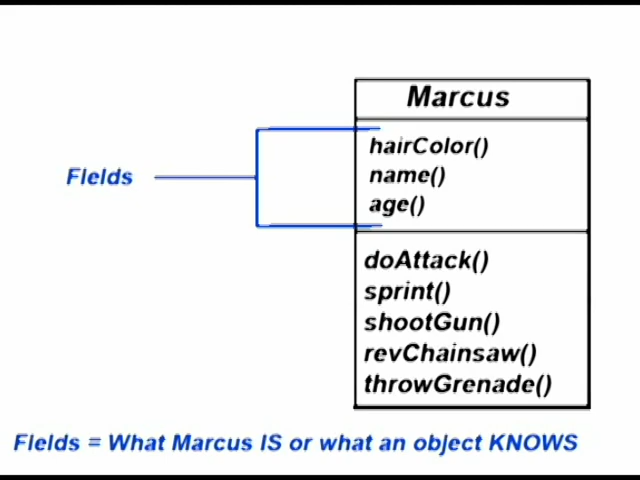 Marcus
hairColor()
name()
age()
Fields
doAttack()
sprint()
shootGun()
revChainsaw()
throwGrenade()
Fields = What Marcus IS or what an object KNOWS